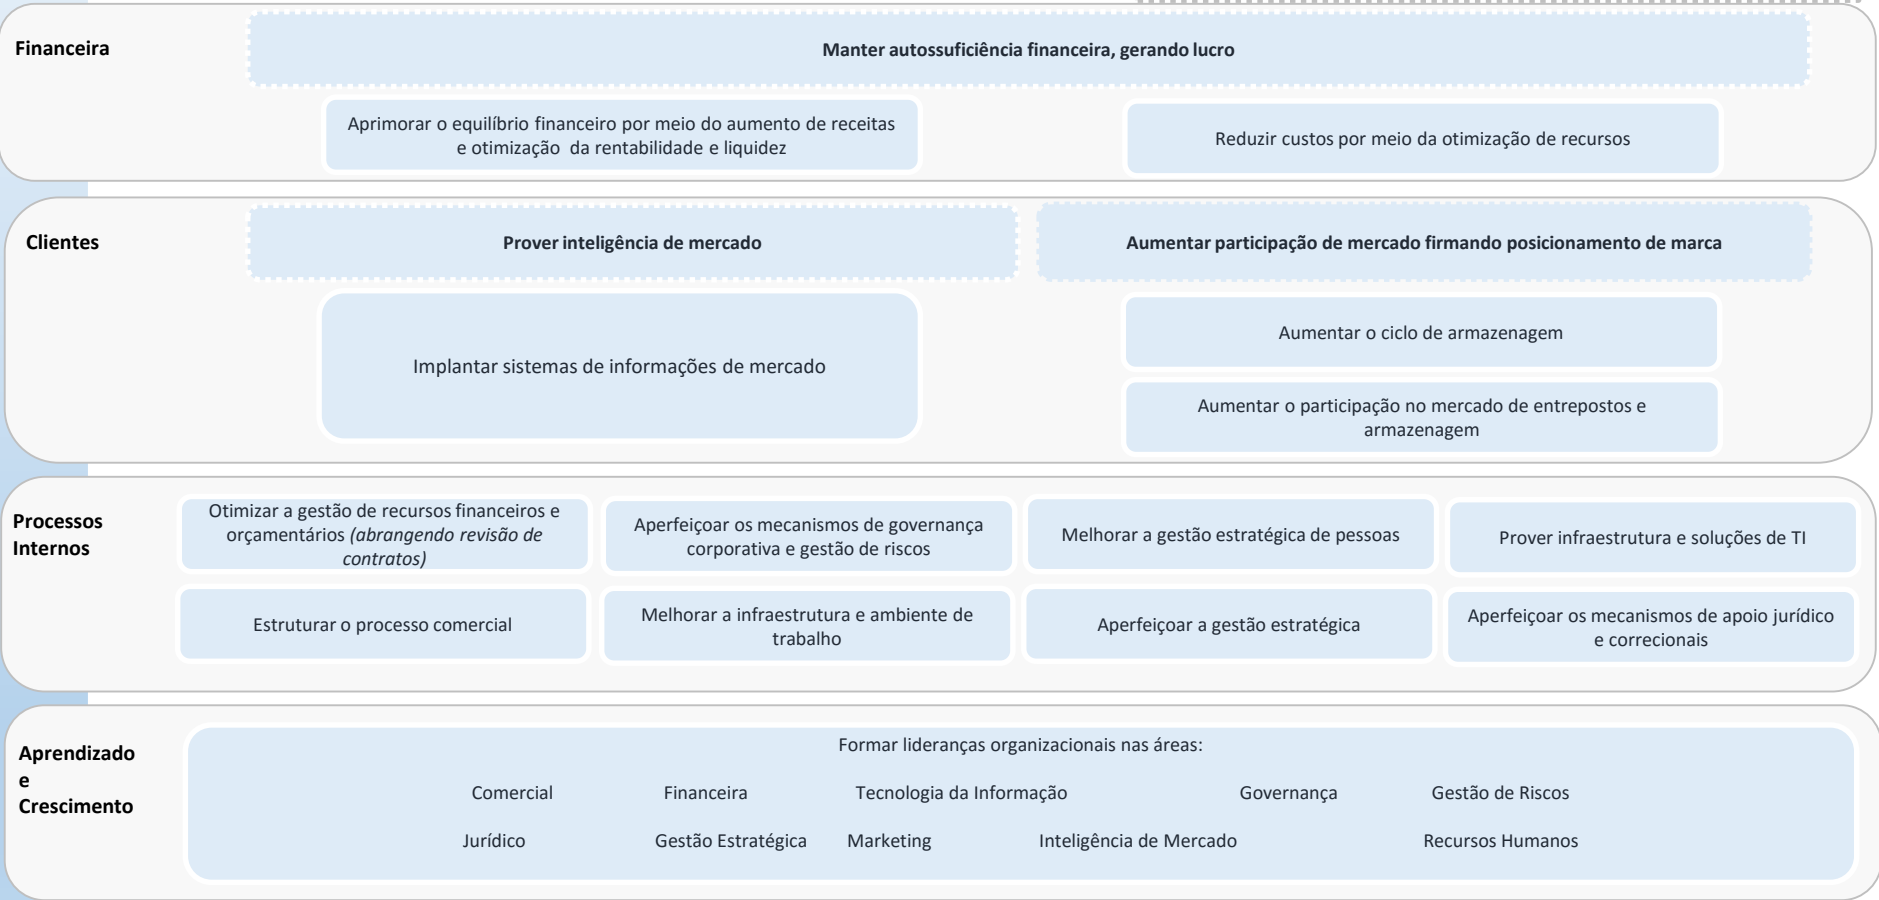 Financeira
Manter autossuficiência financeira, gerando lucro
Aprimorar o equilíbrio financeiro por meio do aumento de receitas
e otimização da rentabilidade e liquidez
Reduzir custos por meio da otimização de recursos
Clientes
Prover inteligência de mercado
Aumentar participação de mercado firmando posicionamento de marca
Implantar sistemas de informações de mercado
Aumentar o ciclo de armazenagem
Aumentar o participação no mercado de entrepostos e
armazenagem
Processos
Internos
Otimizar a gestão de recursos financeiros e
orçamentários (abrangendo revisão de
contratos)
Aperfeiçoar os mecanismos de governança
corporativa e gestão de riscos
Melhorar a gestão estratégica de pessoas
Prover infraestrutura e soluções de TI
Estruturar o processo comercial
Melhorar a infraestrutura e ambiente de
trabalho
Aperfeiçoar a gestão estratégica
Aperfeiçoar os mecanismos de apoio jurídico
e correcionais
Aprendizado
e
Crescimento
Formar lideranças organizacionais nas áreas:
Comercial Financeira Tecnologia da Informação Governança Gestão de Riscos
Jurídico Gestão Estratégica Marketing Inteligência de Mercado Recursos Humanos